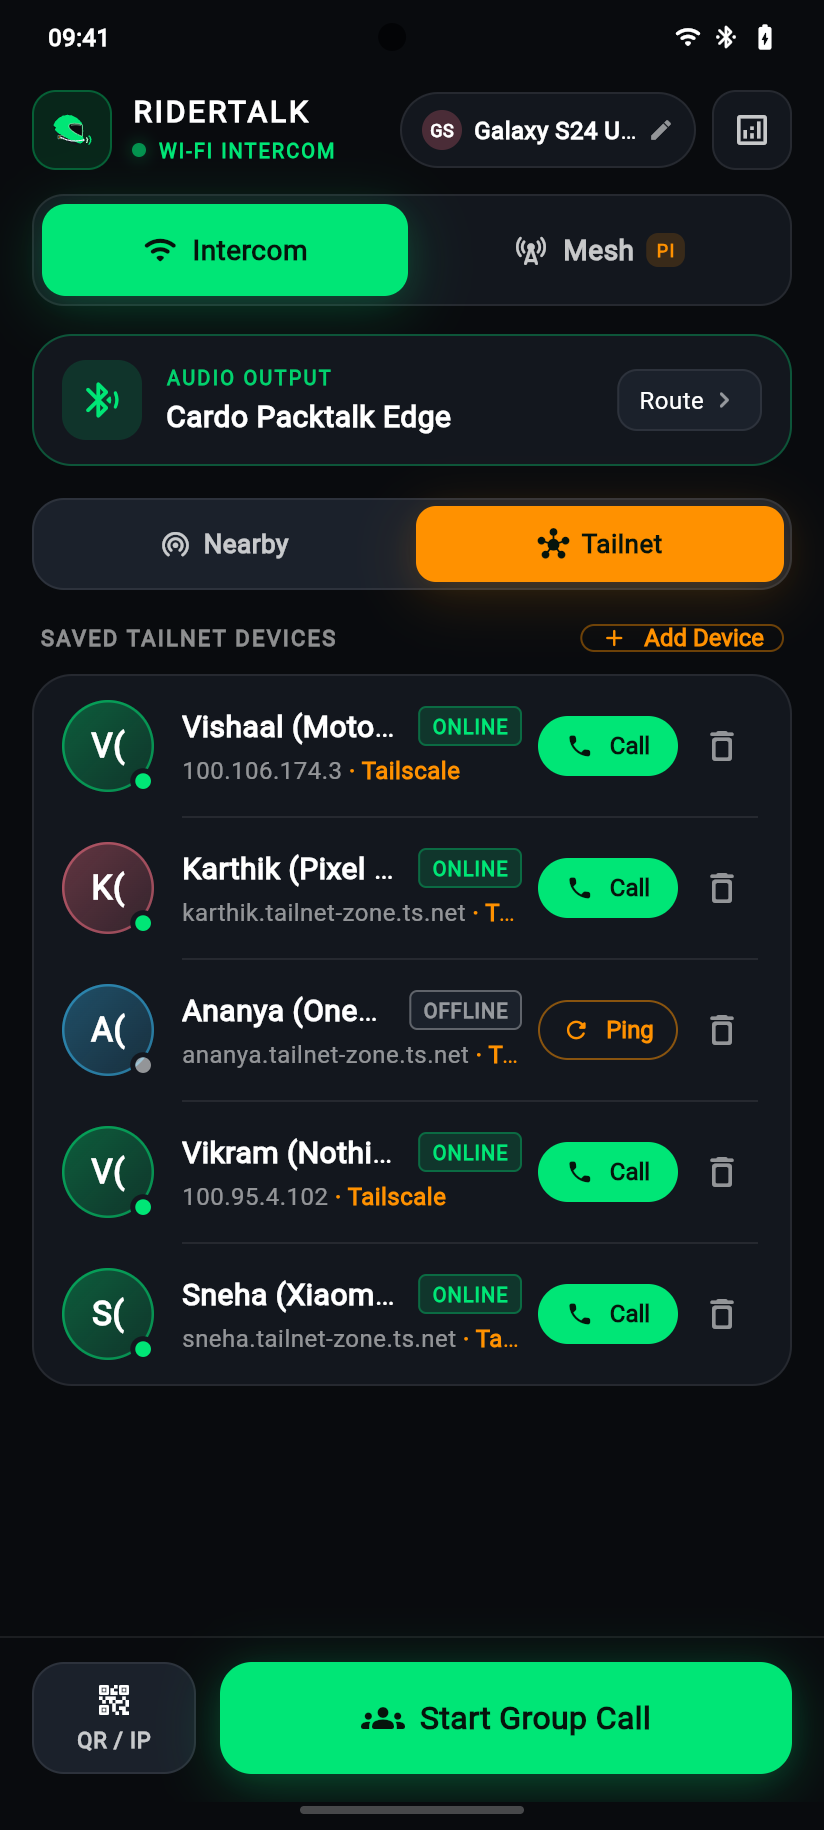 09:41
RIDERTALK
WI-FI INTERCOM
GS Galaxy S24 U...
Intercom
Mesh PI
AUDIO OUTPUT
Cardo Packtalk Edge
Route
Nearby
Tailnet
SAVED TAILNET DEVICES
+ Add Device
V(
Vishaal (Moto... ONLINE
100.106.174.3 · Tailscale
Call
K(
Karthik (Pixel ... ONLINE
karthik.tailnet-zone.ts.net · T...
Call
A(
Ananya (One... OFFLINE
ananya.tailnet-zone.ts.net · T...
Ping
V(
Vikram (Nothi... ONLINE
100.95.4.102 · Tailscale
Call
S(
Sneha (Xiaom... ONLINE
sneha.tailnet-zone.ts.net · Ta...
Call
QR / IP
Start Group Call